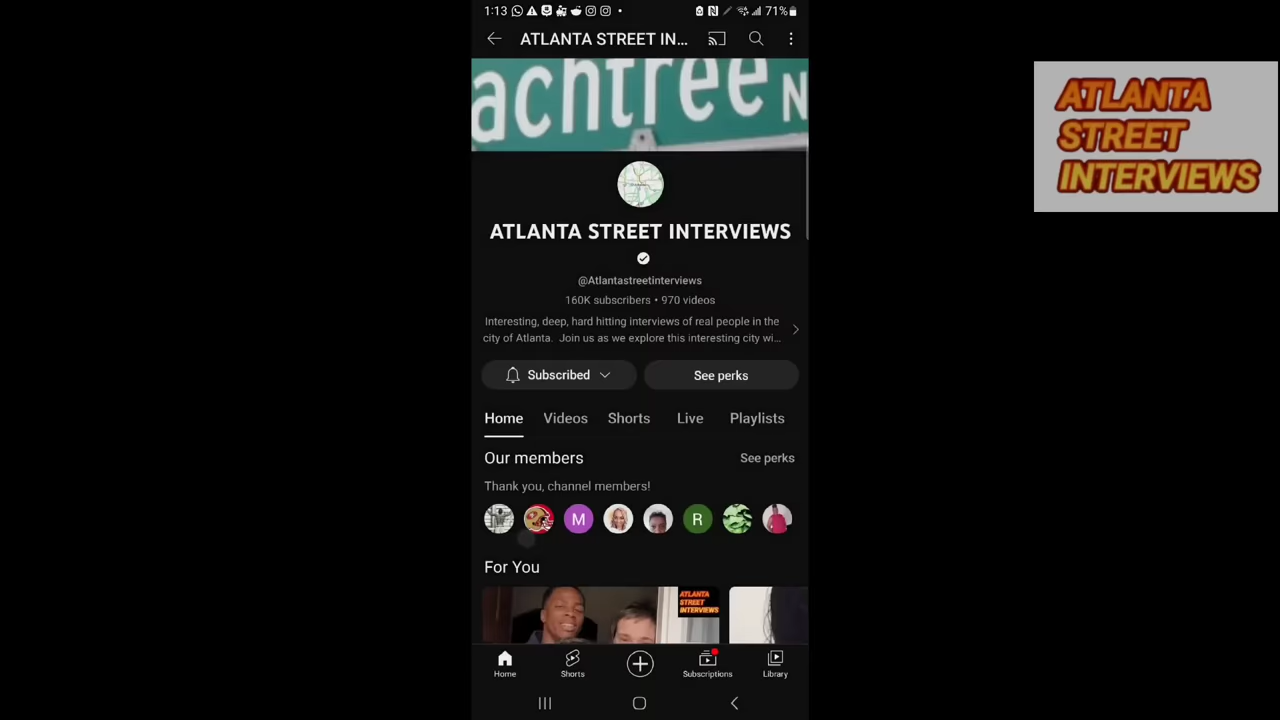 1:13
71%
ATLANTA STREET IN...
achtree N
ATLANTA STREET INTERVIEWS
@Atlantastreetinterviews
160K subscribers • 970 videos
Interesting, deep, hard hitting interviews of real people in the
city of Atlanta. Join us as we explore this interesting city wi...
Subscribed
See perks
Home Videos Shorts Live Playlists
Our members
See perks
Thank you, channel members!
M
R
For You
ATLANTA
STREET
INTERVIEWS
Home Shorts Subscriptions Library
ATLANTA
STREET
INTERVIEWS